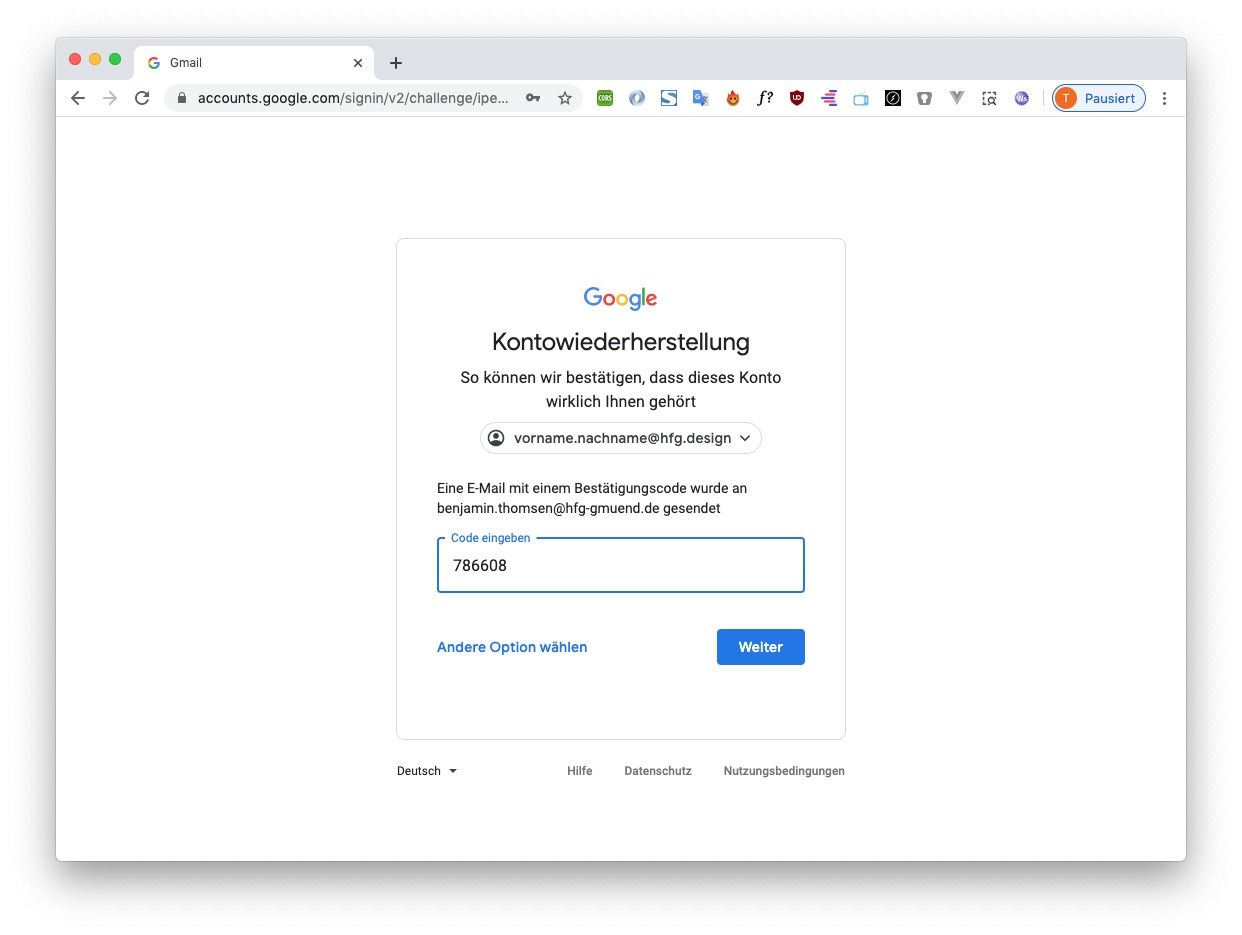 Gmail
accounts.google.com/signin/v2/challenge/ipe...
CORS
f?
T Pausiert
Google
Kontowiederherstellung
So können wir bestätigen, dass dieses Konto
wirklich Ihnen gehört
vorname.nachname@hfg.design
Eine E-Mail mit einem Bestätigungscode wurde an
benjamin.thomsen@hfg-gmuend.de gesendet
Code eingeben
786608
Andere Option wählen
Weiter
Deutsch
Hilfe
Datenschutz
Nutzungsbedingungen